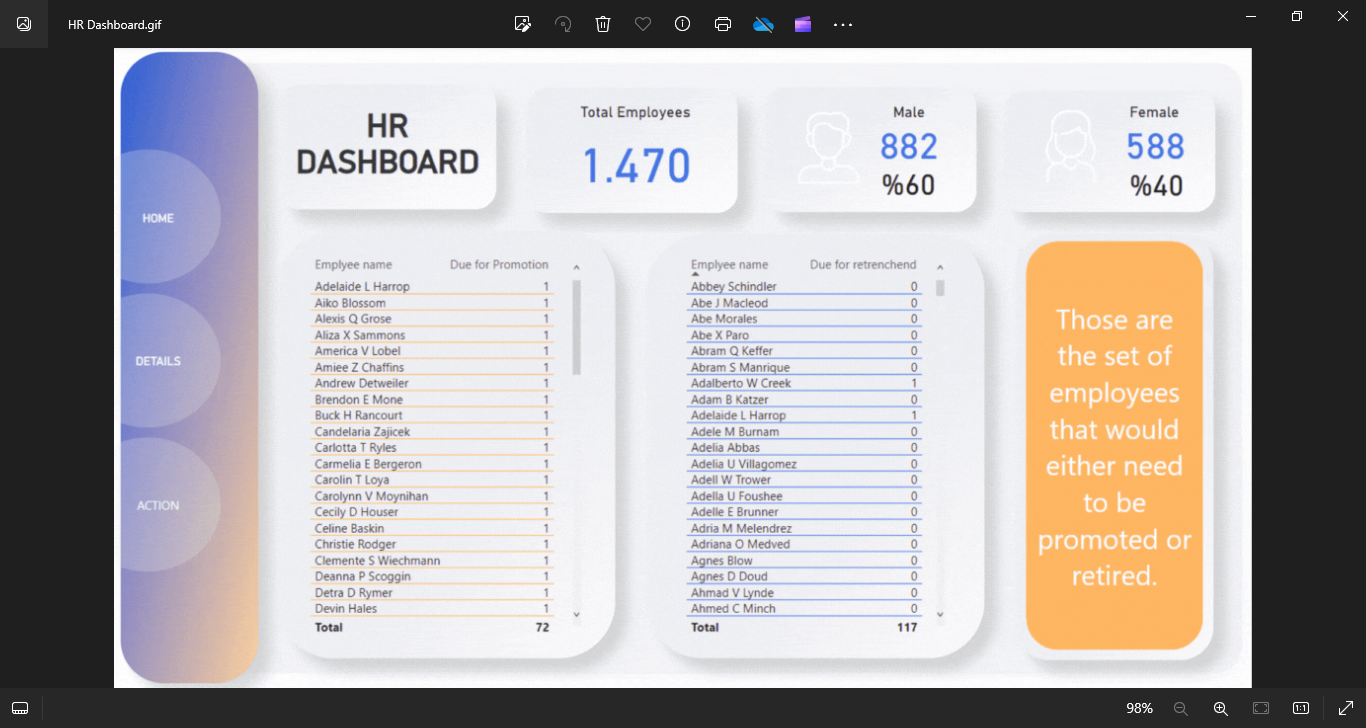 HR Dashboard.gif
HR
DASHBOARD
Total Employees
1.470
Male
882
%60
Female
588
%40
HOME
DETAILS
ACTION
Emplyee name Due for Promotion
Adelaide L Harrop 1
Aiko Blossom 1
Alexis Q Grose 1
Aliza X Sammons 1
America V Lobel 1
Amiee Z Chaffins 1
Andrew Detweiler 1
Brendon E Mone 1
Buck H Rancourt 1
Candelaria Zajicek 1
Carlotta T Ryles 1
Carmelia E Bergeron 1
Carolin T Loya 1
Carolynn V Moynihan 1
Cecily D Houser 1
Celine Baskin 1
Christie Rodger 1
Clemente S Wiechmann 1
Deanna P Scoggin 1
Detra D Rymer 1
Devin Hales 1
Total 72
Emplyee name Due for retrenchend
Abbey Schindler 0
Abe J Macleod 0
Abe Morales 0
Abe X Paro 0
Abram Q Keffer 0
Abram S Manrique 0
Adalberto W Creek 1
Adam B Katzer 0
Adelaide L Harrop 1
Adele M Burnam 0
Adelia Abbas 0
Adelia U Villagomez 0
Adell W Trower 0
Adella U Foushee 0
Adelle E Brunner 0
Adria M Melendrez 0
Adriana O Medved 0
Agnes Blow 0
Agnes D Doud 0
Ahmad V Lynde 0
Ahmed C Minch 0
Total 117
Those are
the set of
employees
that would
either need
to be
promoted or
retired.
98%
1:1